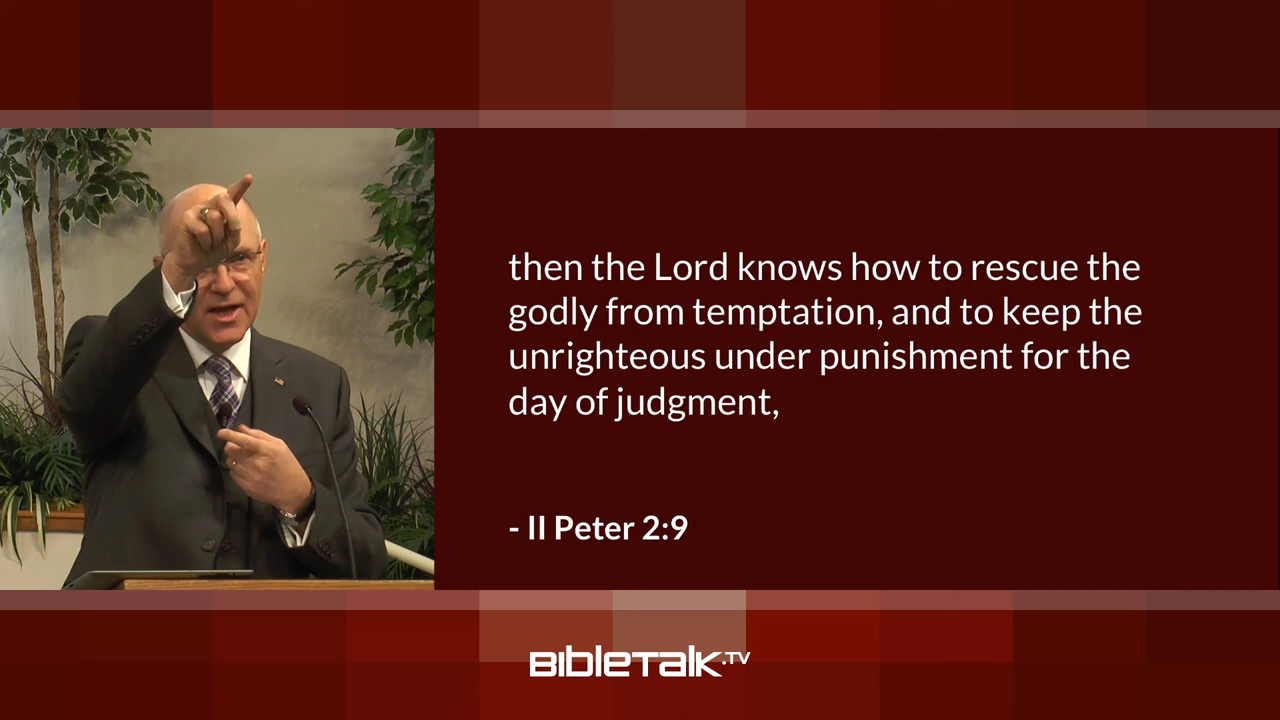 then the Lord knows how to rescue the
godly from temptation, and to keep the
unrighteous under punishment for the
day of judgment,
- II Peter 2:9
BIBLETALK.TV